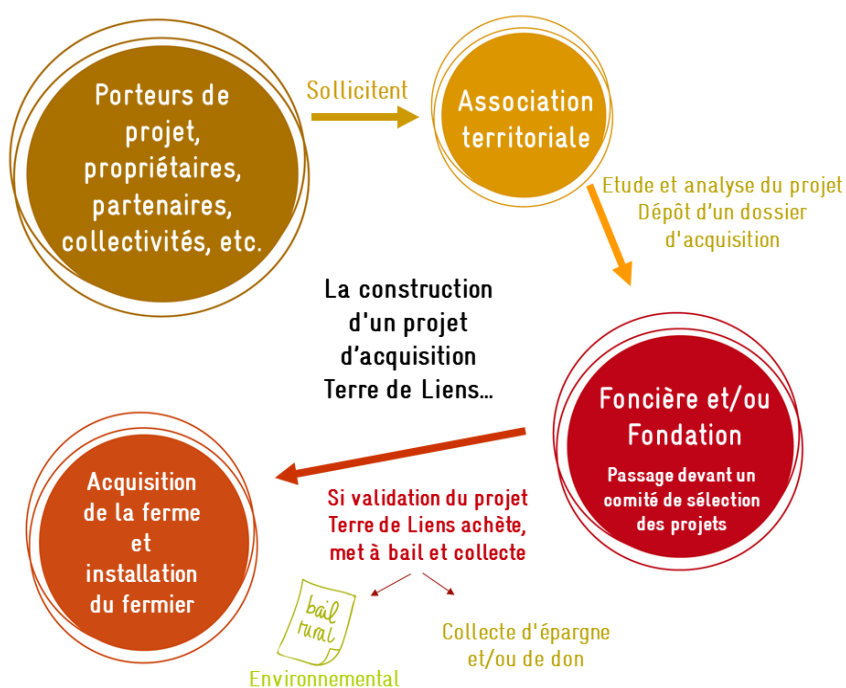 Porteurs de
projet,
propriétaires,
partenaires,
collectivités, etc.
Sollicitent
Association
territoriale
Etude et analyse du projet
Dépôt d'un dossier
d'acquisition
La construction
d'un projet
d'acquisition
Terre de Liens...
Foncière et/ou
Fondation
Passage devant un
comité de sélection
des projets
Si validation du projet
Terre de Liens achète,
met à bail et collecte
Acquisition
de la ferme
et
installation
du fermier
bail
rural
Environnemental
Collecte d'épargne
et/ou de don